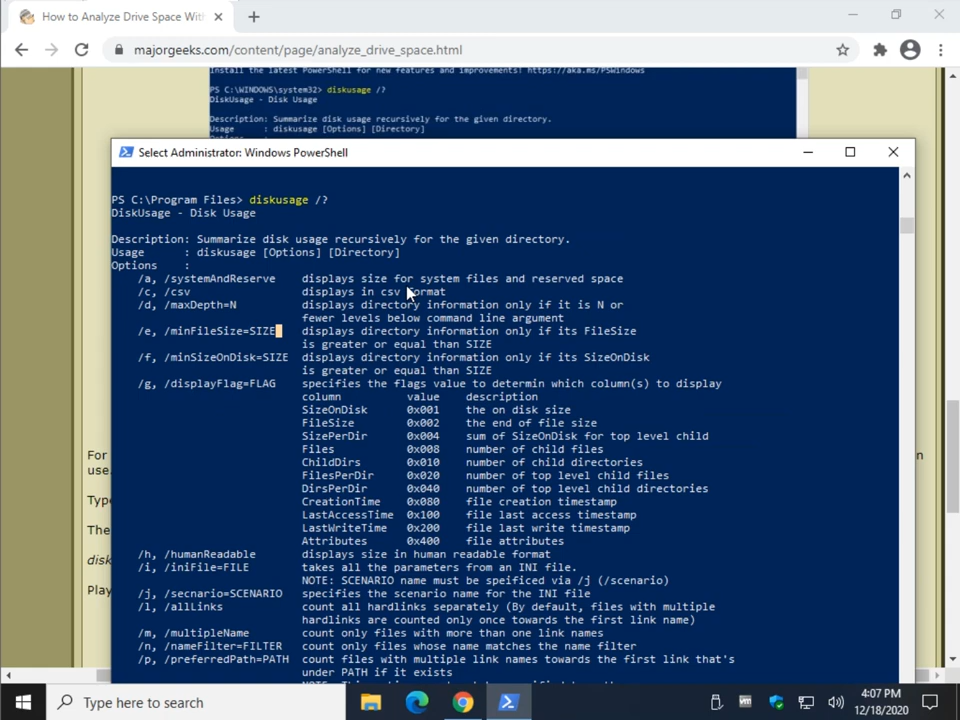 How to Analyze Drive Space With
majorgeeks.com/content/page/analyze_drive_space.html
Install the latest PowerShell for new features and improvements! https://aka.ms/PSWindows
PS C:\WINDOWS\system32> diskusage /?
DiskUsage - Disk Usage
Description: Summarize disk usage recursively for the given directory.
Usage : diskusage [Options] [Directory]
Select Administrator: Windows PowerShell
PS C:\Program Files> diskusage /?
DiskUsage - Disk Usage
Description: Summarize disk usage recursively for the given directory.
Usage : diskusage [Options] [Directory]
Options :
/a, /systemAndReserve displays size for system files and reserved space
/c, /csv displays in csv format
/d, /maxDepth=N displays directory information only if it is N or
fewer levels below command line argument
/e, /minFileSize=SIZE displays directory information only if its FileSize
is greater or equal than SIZE
/f, /minSizeOnDisk=SIZE displays directory information only if its SizeOnDisk
is greater or equal than SIZE
/g, /displayFlag=FLAG specifies the flags value to determin which column(s) to display
column value description
SizeOnDisk 0x001 the on disk size
FileSize 0x002 the end of file size
SizePerDir 0x004 sum of SizeOnDisk for top level child
Files 0x008 number of child files
ChildDirs 0x010 number of child directories
FilesPerDir 0x020 number of top level child files
DirsPerDir 0x040 number of top level child directories
CreationTime 0x080 file creation timestamp
LastAccessTime 0x100 file last access timestamp
LastWriteTime 0x200 file last write timestamp
Attributes 0x400 file attributes
/h, /humanReadable displays size in human readable format
/i, /iniFile=FILE takes all the parameters from an INI file.
NOTE: SCENARIO name must be speificed via /j (/scenario)
/j, /secnario=SCENARIO specifies the scenario name for the INI file
/l, /allLinks count all hardlinks separately (By default, files with multiple
hardlinks are counted only once towards the first link name)
/m, /multipleName count only files with more than one link names
/n, /nameFilter=FILTER count only files whose name matches the name filter
/p, /preferredPath=PATH count files with multiple link names towards the first link that's
under PATH if it exists
For
use.
Type
The
disk
Play
Type here to search
4:07 PM
12/18/2020